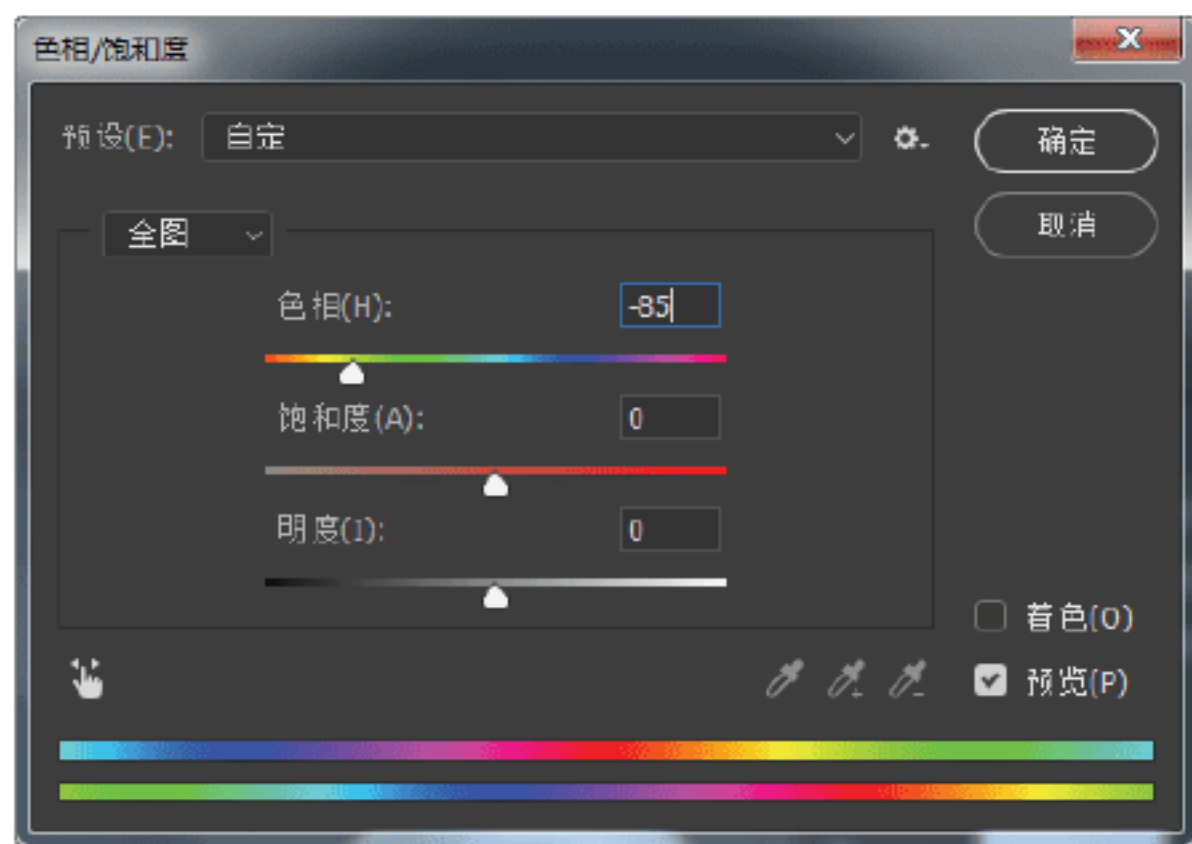 色相/饱和度
预设(E): 自定
确定
取消
全图
色相(H): -85
饱和度(A): 0
明度(I): 0
着色(O)
预览(P)